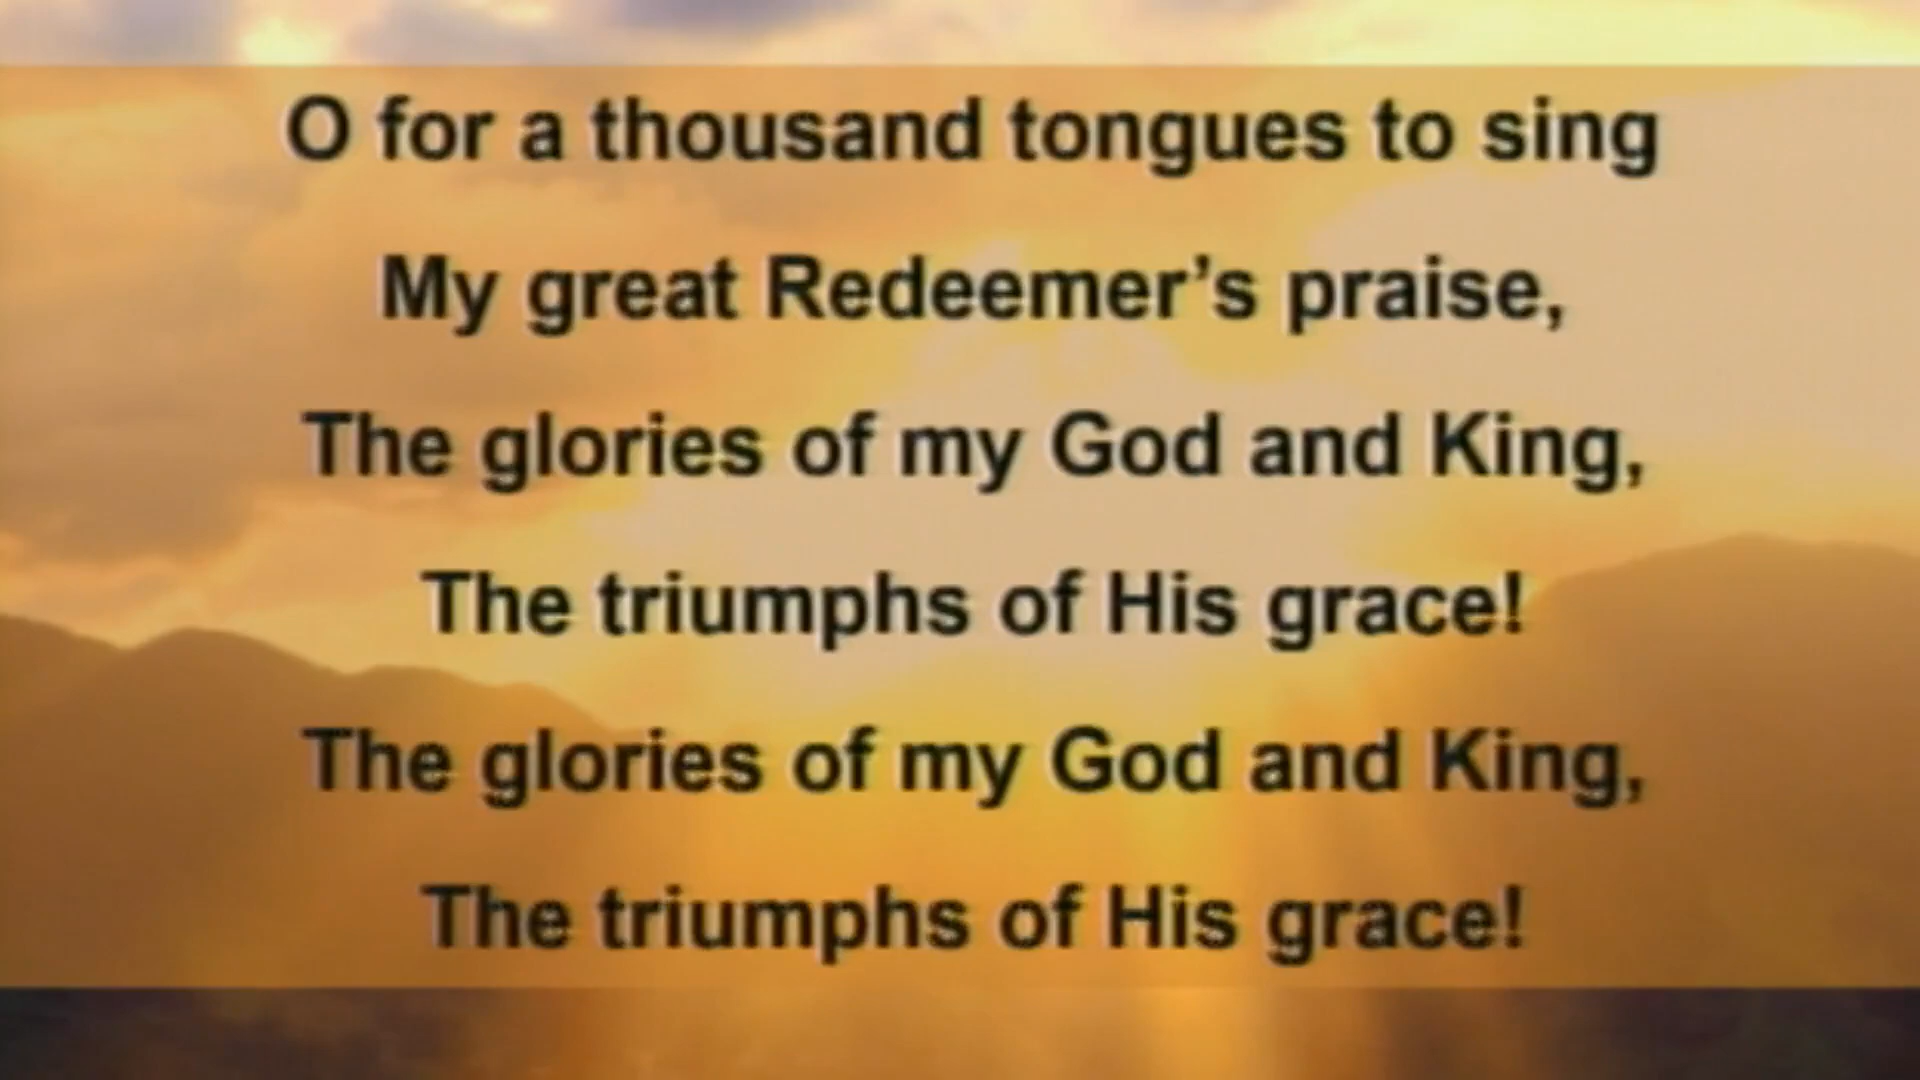 O for a thousand tongues to sing
My great Redeemer’s praise,
The glories of my God and King,
The triumphs of His grace!
The glories of my God and King,
The triumphs of His grace!